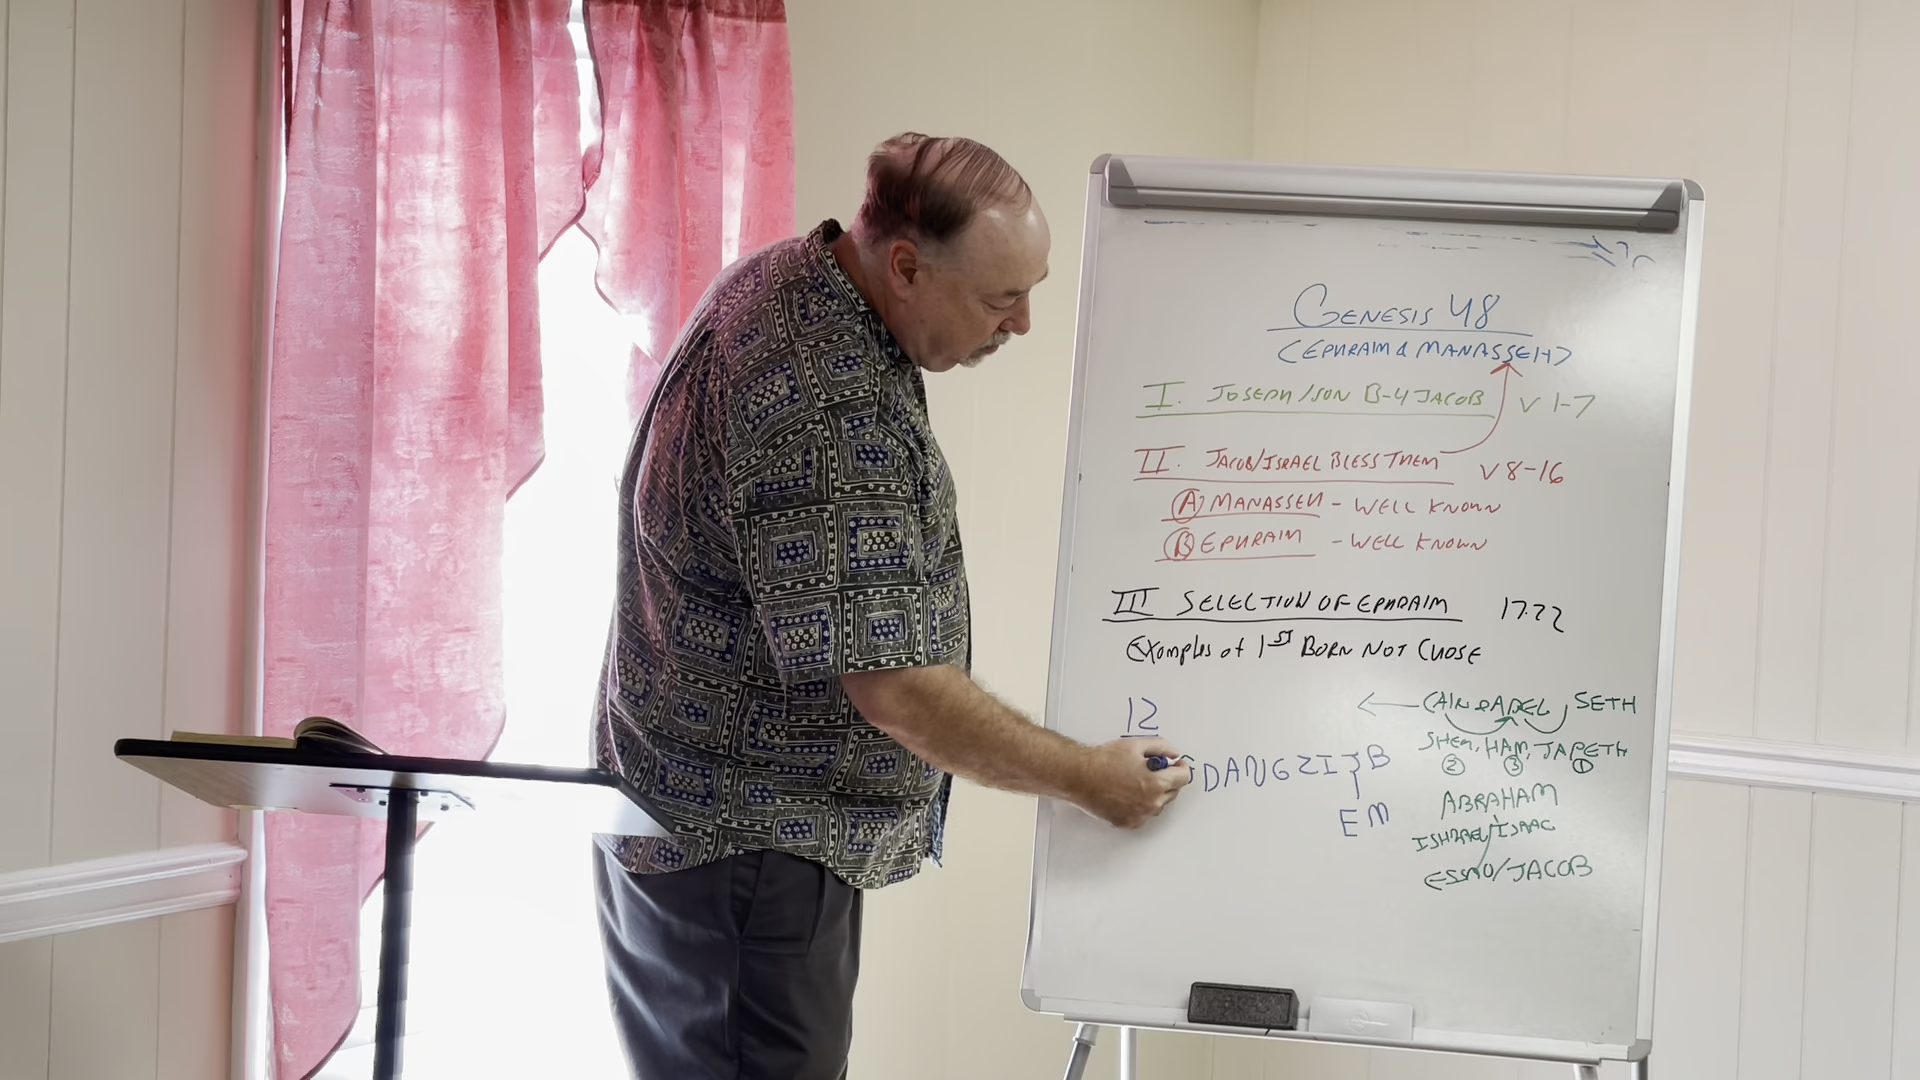 GENESIS 48
(EPHRAIM & MANASSEH)
I. JOSEPH/SON B-4 JACOB V 1-7
II. JACOB/ISRAEL BLESS THEM V 8-16
A) MANASSEH - WELL KNOWN
B) EPHRAIM - WELL KNOWN
III SELECTION OF EPHRAIM 17-22
Examples of 1ST BORN NOT CHOSE
12
CAIN & ABEL, SETH
SHEM, HAM, JAPETH
2 3 1
DANGZIJB
EM
ABRAHAM
ISHMAEL/ISAAC
/JACOB